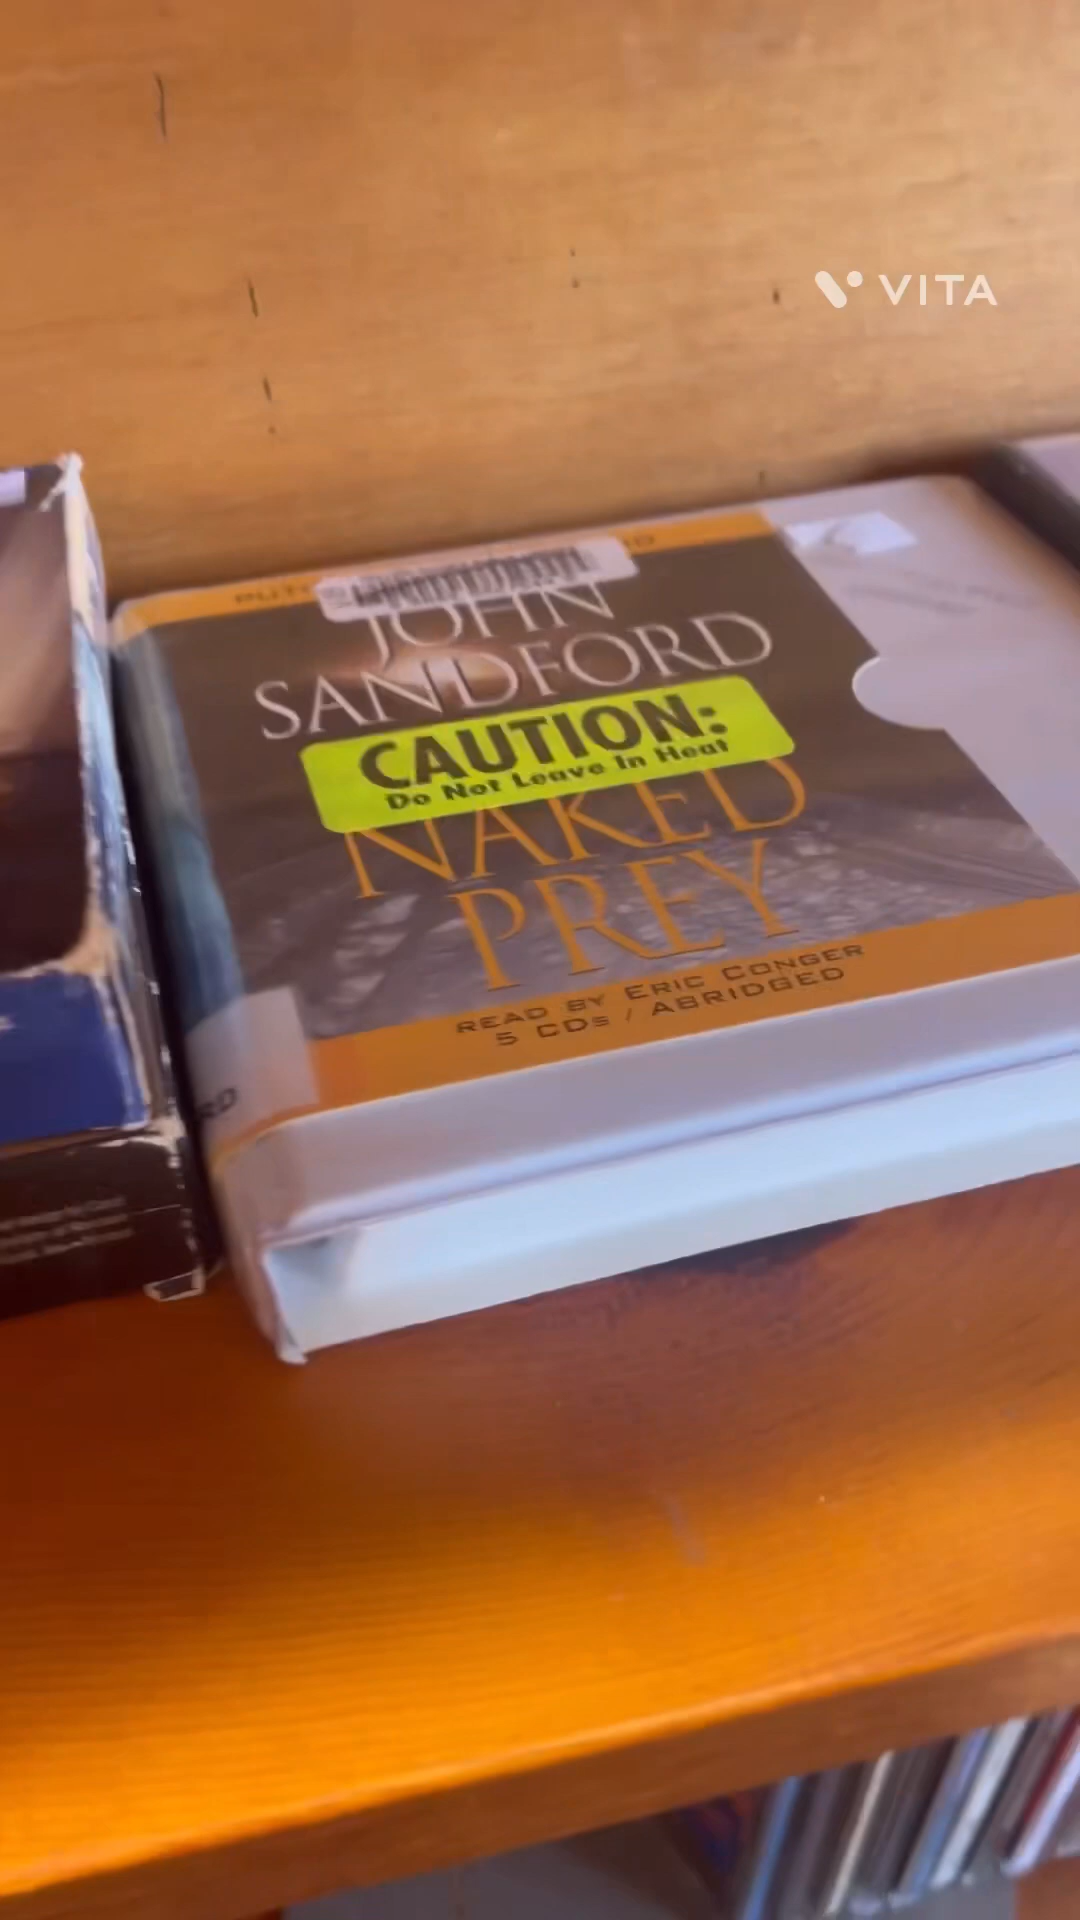 VITA
JOHN
SANDFORD
CAUTION:
Do Not Leave In Heat
NAKED
PREY
READ BY ERIC CONGER
5 CDs / ABRIDGED